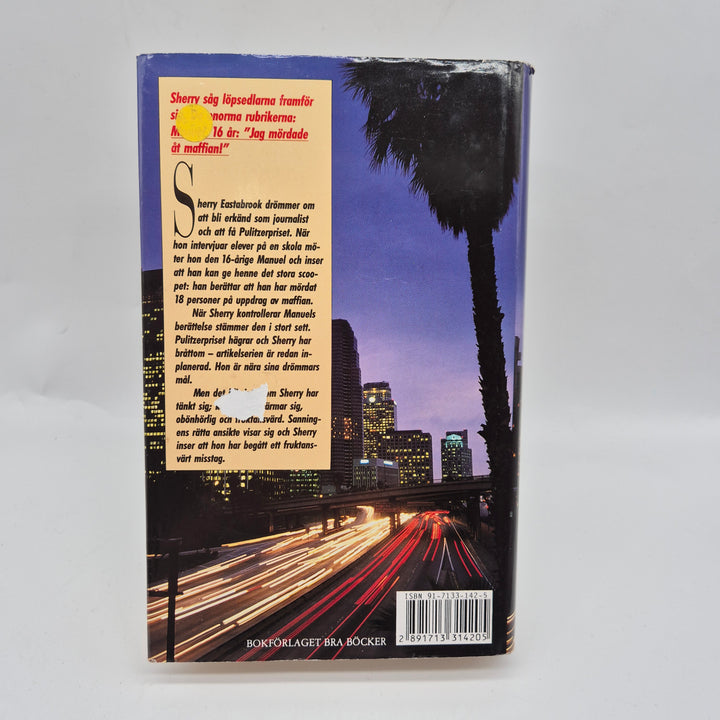 Sherry såg löpsedlarna framför
enorma rubrikerna:
16 år: "Jag mördade
åt maffian!"
Sherry Eastabrook drömmer om
att bli erkänd som journalist
och att få Pulitzerpriset. När
hon intervjuar elever på en skola mö-
ter hon den 16-årige Manuel och inser
att han kan ge henne det stora scoo-
pet: han berättar att han har mördat
18 personer på uppdrag av maffian.
När Sherry kontrollerar Manuels
berättelse stämmer den i stort sett.
Pulitzerpriset hägrar och Sherry har
bråttom – artikelserien är redan in-
planerad. Hon är nära sina drömmars
mål.
Men det Sherry har
tänkt sig;
obönhörlig och fruktansvärd. Sanning-
ens rätta ansikte visar sig och Sherry
inser att hon har begått ett fruktans-
värt misstag.
ISBN 91-7133-142-5
2 891713 314205
BOKFÖRLAGET BRA BÖCKER